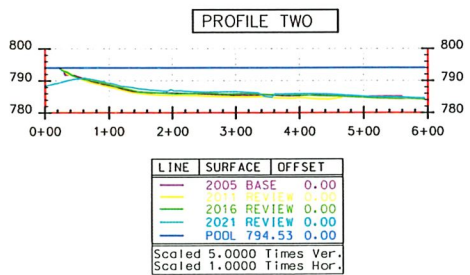 PROFILE TWO
800 800
790 790
780 780
0+00 1+00 2+00 3+00 4+00 5+00 6+00
LINE SURFACE OFFSET
2005 BASE 0.00
2011 REVIEW 0.00
2016 REVIEW 0.00
2021 REVIEW 0.00
POOL 794.53 0.00
Scaled 5.0000 Times Ver.
Scaled 1.0000 Times Hor.